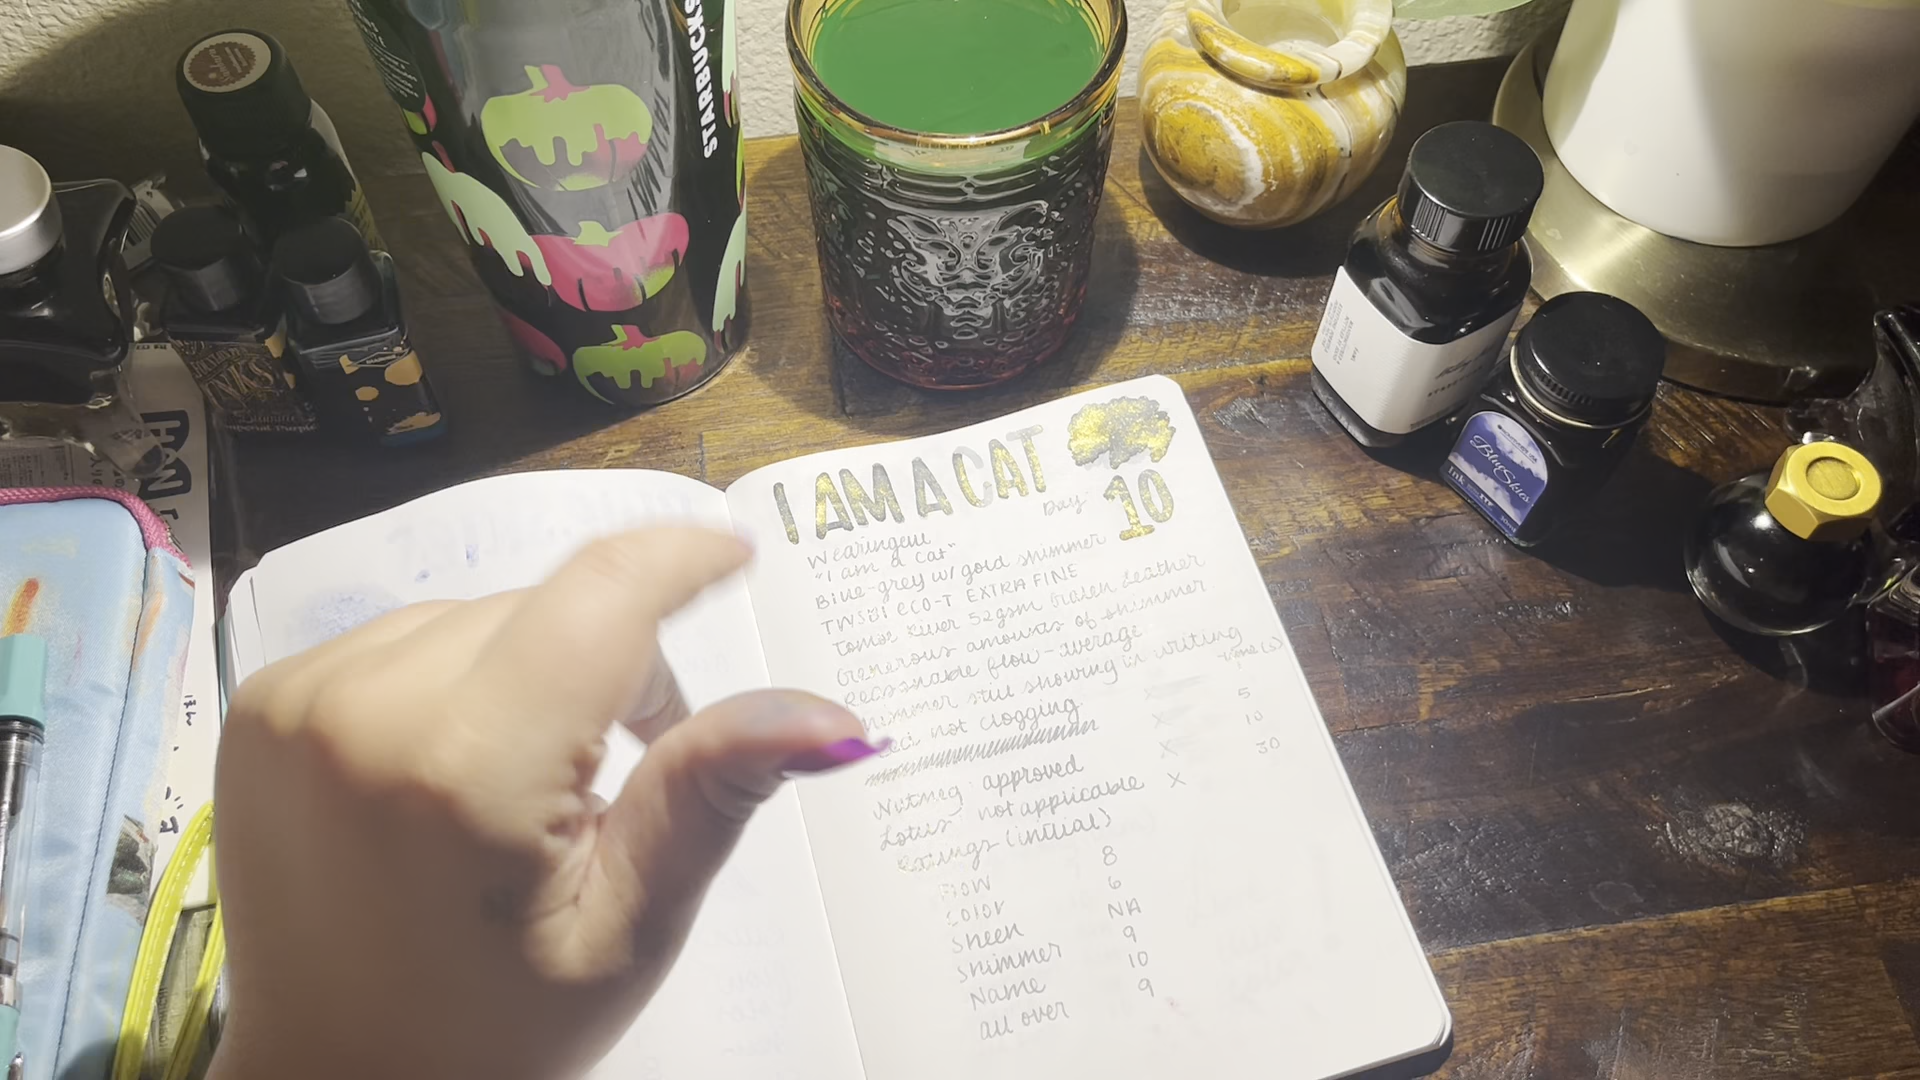 STARBUCKS
INKS
Imperial Purple
Blue Skies
Ink
I AM A CAT
Day 10
Wearingeul
"I am a Cat"
Blue-grey w/ gold shimmer
TWSBI ECO-T EXTRA FINE
Tomoe River 52gsm Galen Leather
Generous amounts of shimmer
Reasonable flow - average
shimmer still showing in writing
not clogging
time (s)
X 5
X 10
X 30
X
Nutmeg: approved
Lotus: not applicable
Ratings (initial)
Flow 8
Color 6
Sheen NA
Shimmer 9
Name 10
all over 9